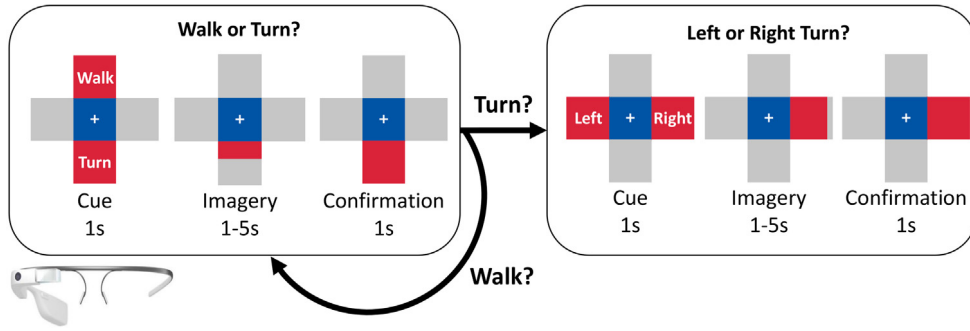 Walk or Turn?
Walk
+
Turn
Cue
1s
+
Imagery
1-5s
+
Confirmation
1s
Turn?
Walk?
Left or Right Turn?
Left + Right
Cue
1s
+
Imagery
1-5s
+
Confirmation
1s